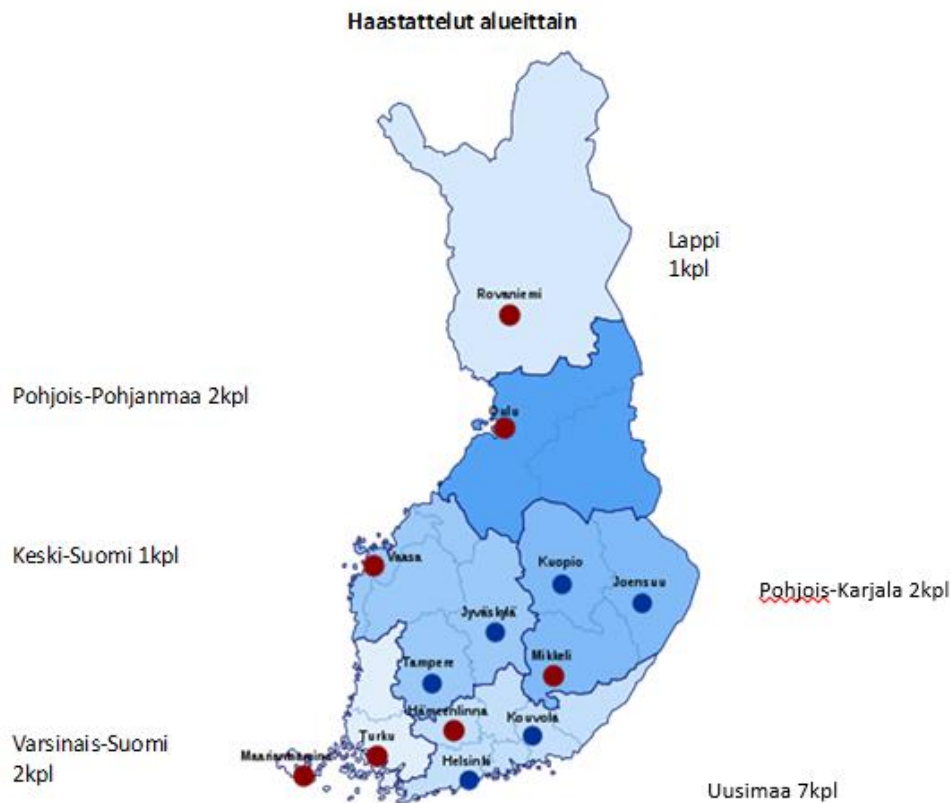 Haastattelut alueittain
Lappi
1kpl
Rovaniemi
Pohjois-Pohjanmaa 2kpl
Oulu
Keski-Suomi 1kpl
Vaasa
Kuopio
Joensuu
Pohjois-Karjala 2kpl
Jyväskylä
Tampere
Mikkeli
Hämeenlinna
Kouvola
Varsinais-Suomi
2kpl
Turku
Maarianhamina
Helsinki
Uusimaa 7kpl